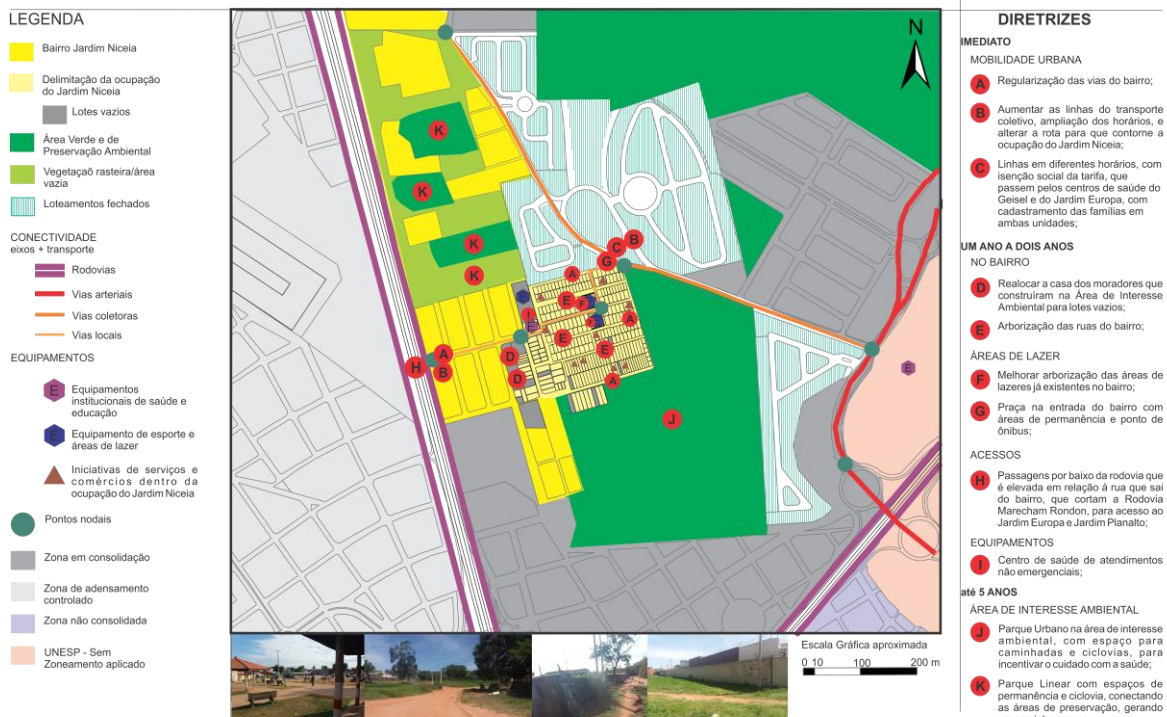 LEGENDA
Bairro Jardim Niceia
Delimitação da ocupação
do Jardim Niceia
Lotes vazios
Área Verde e de
Preservação Ambiental
Vegetaçaõ rasteira/área
vazia
Loteamentos fechados
CONECTIVIDADE
eixos + transporte
Rodovias
Vias arteriais
Vias coletoras
Vias locais
EQUIPAMENTOS
E
Equipamentos
institucionais de saúde e
educação
E
Equipamento de esporte e
áreas de lazer
Iniciativas de serviços e
comércios dentro da
ocupação do Jardim Niceia
Pontos nodais
Zona em consolidação
Zona de adensamento
controlado
Zona não consolidada
UNESP - Sem
Zoneamento aplicado
N
K
K
K
K
B
C
G
A
E
E
F
I
E
A
E
A
H
B
D
E
E
D
A
J
E
Escala Gráfica aproximada
0 10 100 200 m
DIRETRIZES
IMEDIATO
MOBILIDADE URBANA
A Regularização das vias do bairro;
B Aumentar as linhas do transporte
coletivo, ampliação dos horários, e
alterar a rota para que contorne a
ocupação do Jardim Niceia;
C Linhas em diferentes horários, com
isenção social da tarifa, que
passem pelos centros de saúde do
Geisel e do Jardim Europa, com
cadastramento das famílias em
ambas unidades;
UM ANO A DOIS ANOS
NO BAIRRO
D Realocar a casa dos moradores que
construíram na Área de Interesse
Ambiental para lotes vazios;
E Arborização das ruas do bairro;
ÁREAS DE LAZER
F Melhorar arborização das áreas de
lazeres já existentes no bairro;
G Praça na entrada do bairro com
áreas de permanência e ponto de
ônibus;
ACESSOS
H Passagens por baixo da rodovia que
é elevada em relação à rua que sai
do bairro, que cortam a Rodovia
Marecham Rondon, para acesso ao
Jardim Europa e Jardim Planalto;
EQUIPAMENTOS
I Centro de saúde de atendimentos
não emergenciais;
até 5 ANOS
ÁREA DE INTERESSE AMBIENTAL
J Parque Urbano na área de interesse
ambiental, com espaço para
caminhadas e ciclovias, para
incentivar o cuidado com a saúde;
K Parque Linear com espaços de
permanência e ciclovia, conectando
as áreas de preservação, gerando